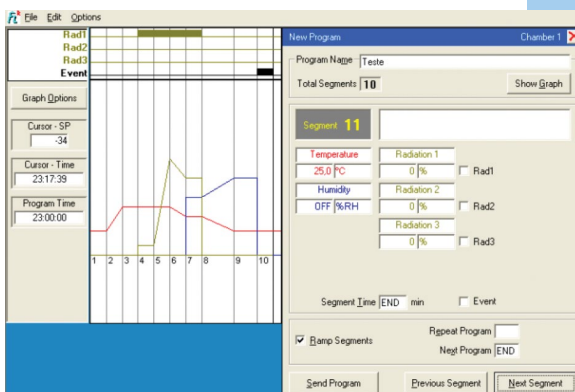 File Edit Options
Rad1
Rad2
Rad3
Event
Graph Options
Cursor - SP
-34
Cursor - Time
23:17:39
Program Time
23:00:00
1 2 3 4 5 6 7 8 9 10
New Program Chamber 1
Program Name Teste
Total Segments 10 Show Graph
Segment 11
Temperature Radiation 1
25,0 °C 0 % Rad1
Humidity Radiation 2
OFF %RH 0 % Rad2
Radiation 3
0 % Rad3
Segment Time END min Event
Ramp Segments Repeat Program
Next Program END
Send Program Previous Segment Next Segment